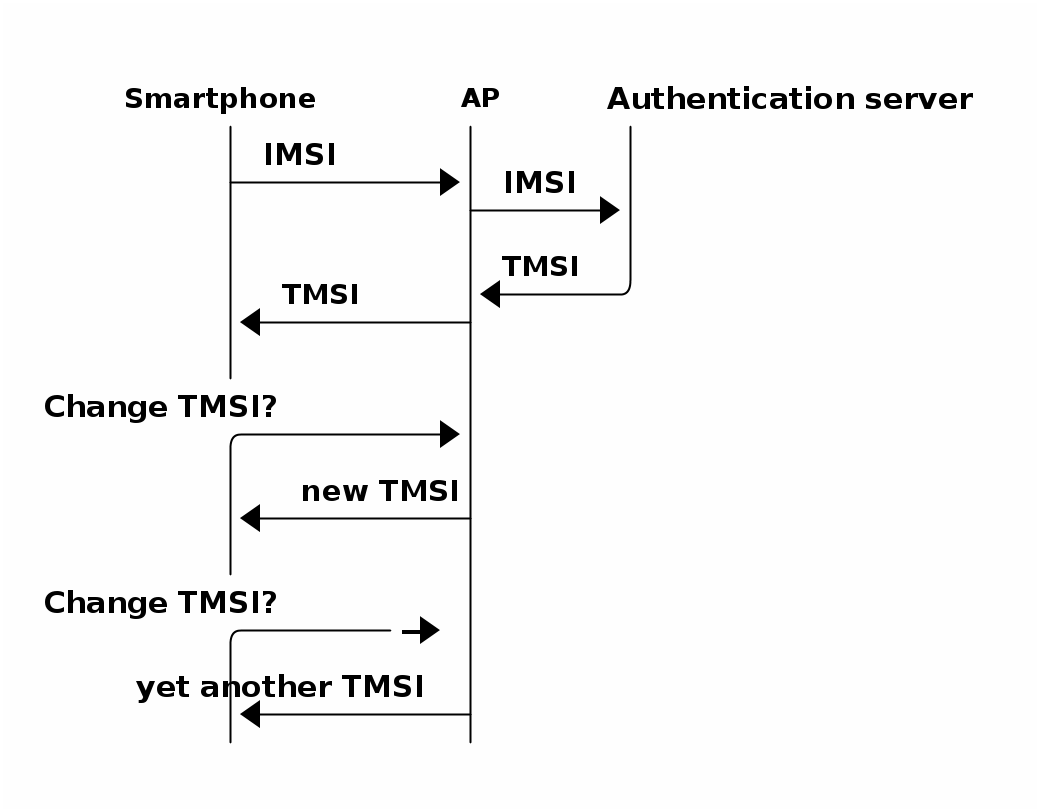 Smartphone AP Authentication server
IMSI
IMSI
TMSI
TMSI
Change TMSI?
new TMSI
Change TMSI?
yet another TMSI